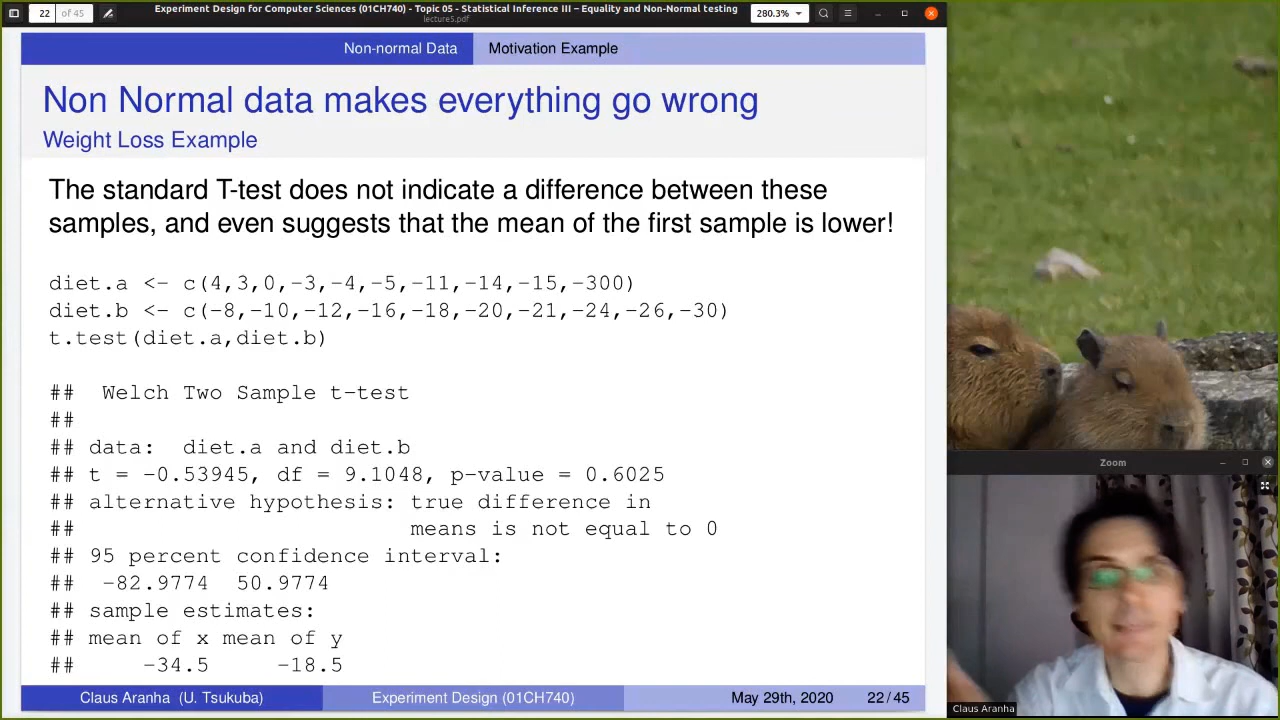 22 of 45
Experiment Design for Computer Sciences (01CH740) - Topic 05 - Statistical Inference III – Equality and Non-Normal testing
lecture5.pdf
280.3%
Non-normal Data
Motivation Example
Non Normal data makes everything go wrong
Weight Loss Example
The standard T-test does not indicate a difference between these
samples, and even suggests that the mean of the first sample is lower!
diet.a <- c(4,3,0,-3,-4,-5,-11,-14,-15,-300)
diet.b <- c(-8,-10,-12,-16,-18,-20,-21,-24,-26,-30)
t.test(diet.a,diet.b)
##  Welch Two Sample t-test
##
## data:  diet.a and diet.b
## t = -0.53945, df = 9.1048, p-value = 0.6025
## alternative hypothesis: true difference in
##                         means is not equal to 0
## 95 percent confidence interval:
##  -82.9774  50.9774
## sample estimates:
## mean of x mean of y
##     -34.5     -18.5
Claus Aranha (U. Tsukuba)
Experiment Design (01CH740)
May 29th, 2020
22 / 45
Zoom
Claus Aranha